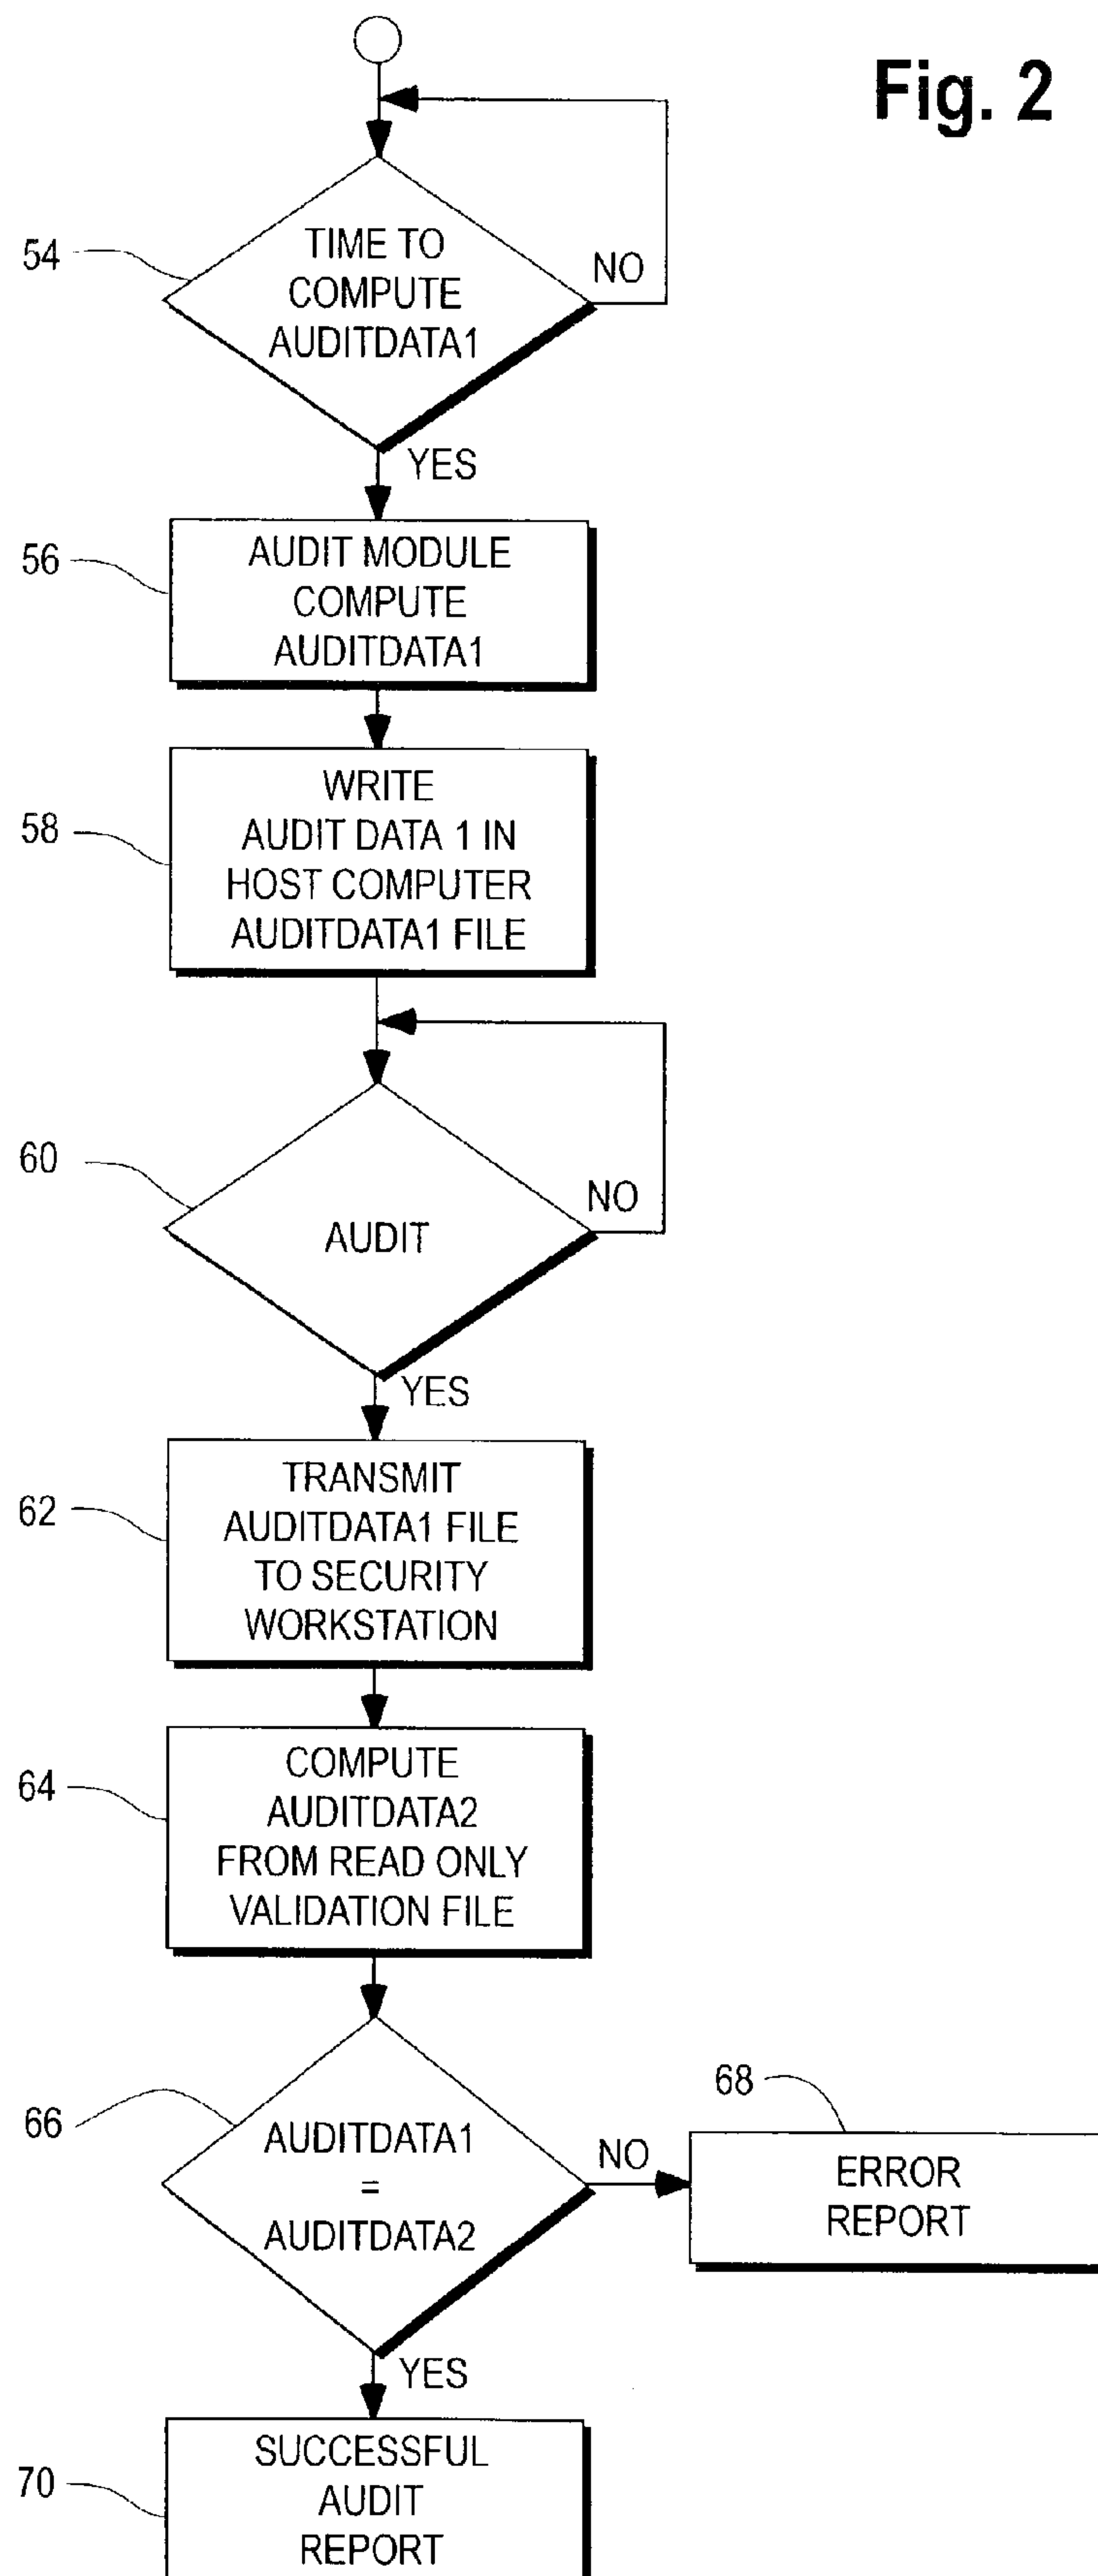 Fig. 2
54
TIME TO
COMPUTE
AUDITDATA1
NO
YES
56
AUDIT MODULE
COMPUTE
AUDITDATA1
58
WRITE
AUDIT DATA 1 IN
HOST COMPUTER
AUDITDATA1 FILE
60
AUDIT
NO
YES
62
TRANSMIT
AUDITDATA1 FILE
TO SECURITY
WORKSTATION
64
COMPUTE
AUDITDATA2
FROM READ ONLY
VALIDATION FILE
66
AUDITDATA1
=
AUDITDATA2
NO
68
ERROR
REPORT
YES
70
SUCCESSFUL
AUDIT
REPORT